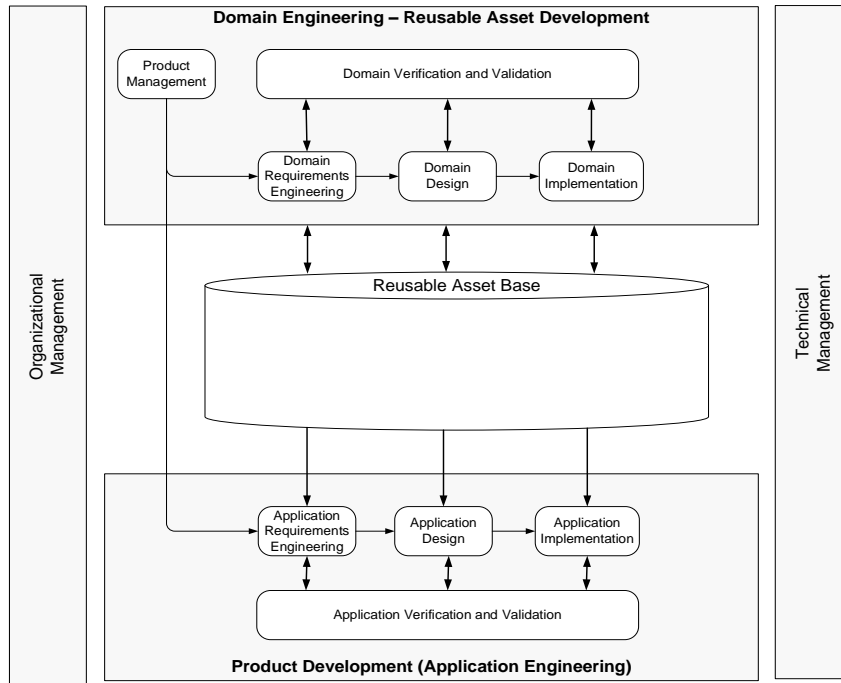 Domain Engineering – Reusable Asset Development
Product
Management
Domain Verification and Validation
Domain
Requirements
Engineering
Domain
Design
Domain
Implementation
Organizational
Management
Reusable Asset Base
Technical
Management
Application
Requirements
Engineering
Application
Design
Application
Implementation
Application Verification and Validation
Product Development (Application Engineering)